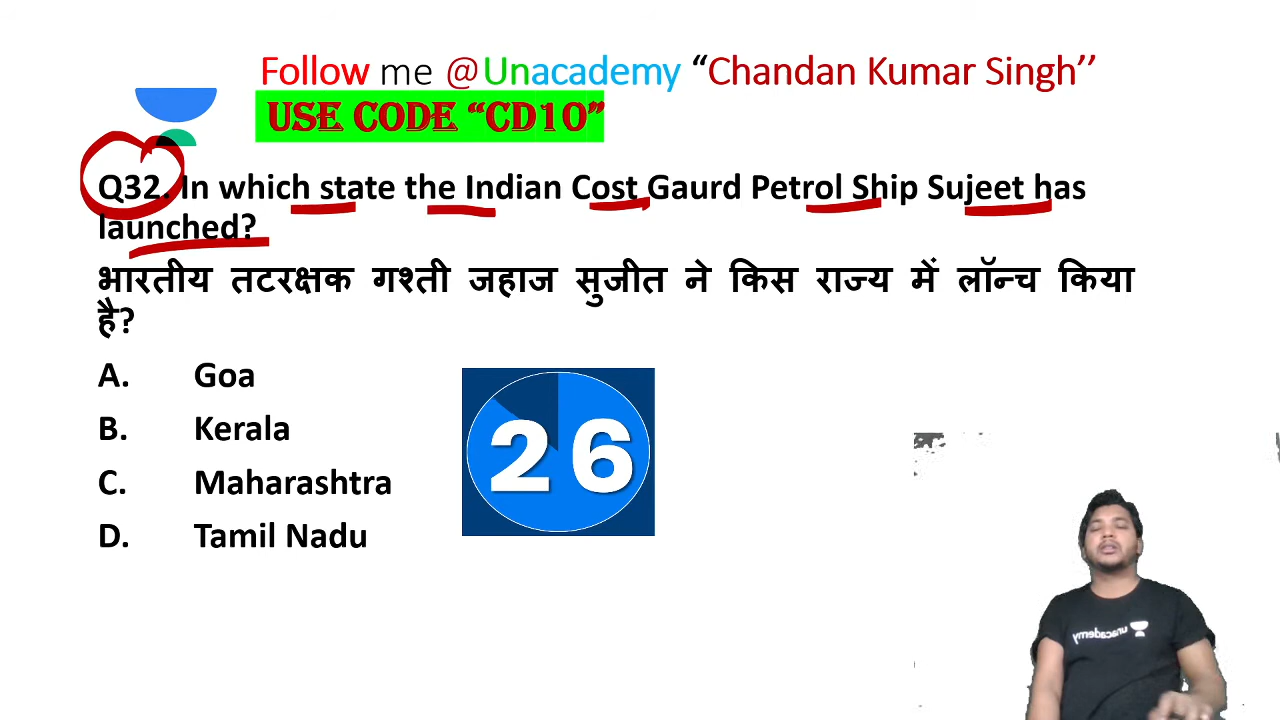 Follow me @Unacademy “Chandan Kumar Singh’’
USE CODE “CD10”
Q32. In which state the Indian Cost Gaurd Petrol Ship Sujeet has
launched?
भारतीय तटरक्षक गश्ती जहाज सुजीत ने किस राज्य में लॉन्च किया
है?
A. Goa
B. Kerala
C. Maharashtra
D. Tamil Nadu
26
unacademy